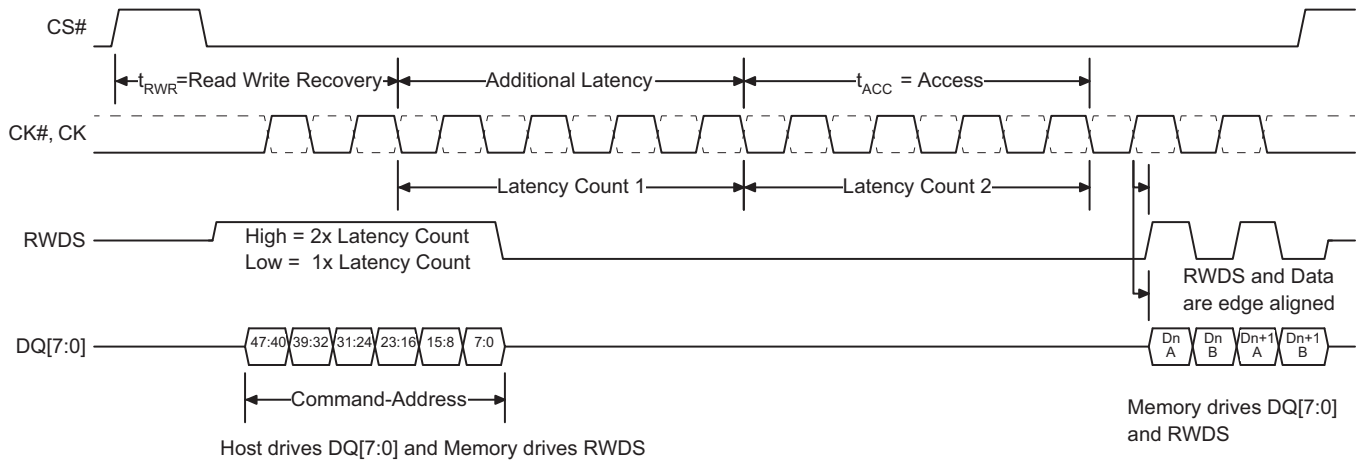 CS#
t_RWR=Read Write Recovery
Additional Latency
t_ACC = Access
CK#, CK
Latency Count 1
Latency Count 2
RWDS
High = 2x Latency Count
Low = 1x Latency Count
RWDS and Data
are edge aligned
DQ[7:0]
47:40 39:32 31:24 23:16 15:8 7:0
Dn
A
Dn
B
Dn+1
A
Dn+1
B
Command-Address
Host drives DQ[7:0] and Memory drives RWDS
Memory drives DQ[7:0]
and RWDS